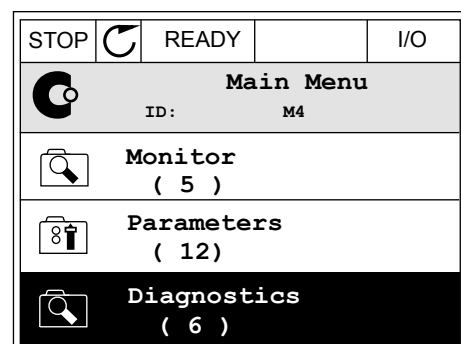 STOP READY I/O
Main Menu
ID: M4
Monitor
( 5 )
Parameters
( 12)
Diagnostics
( 6 )